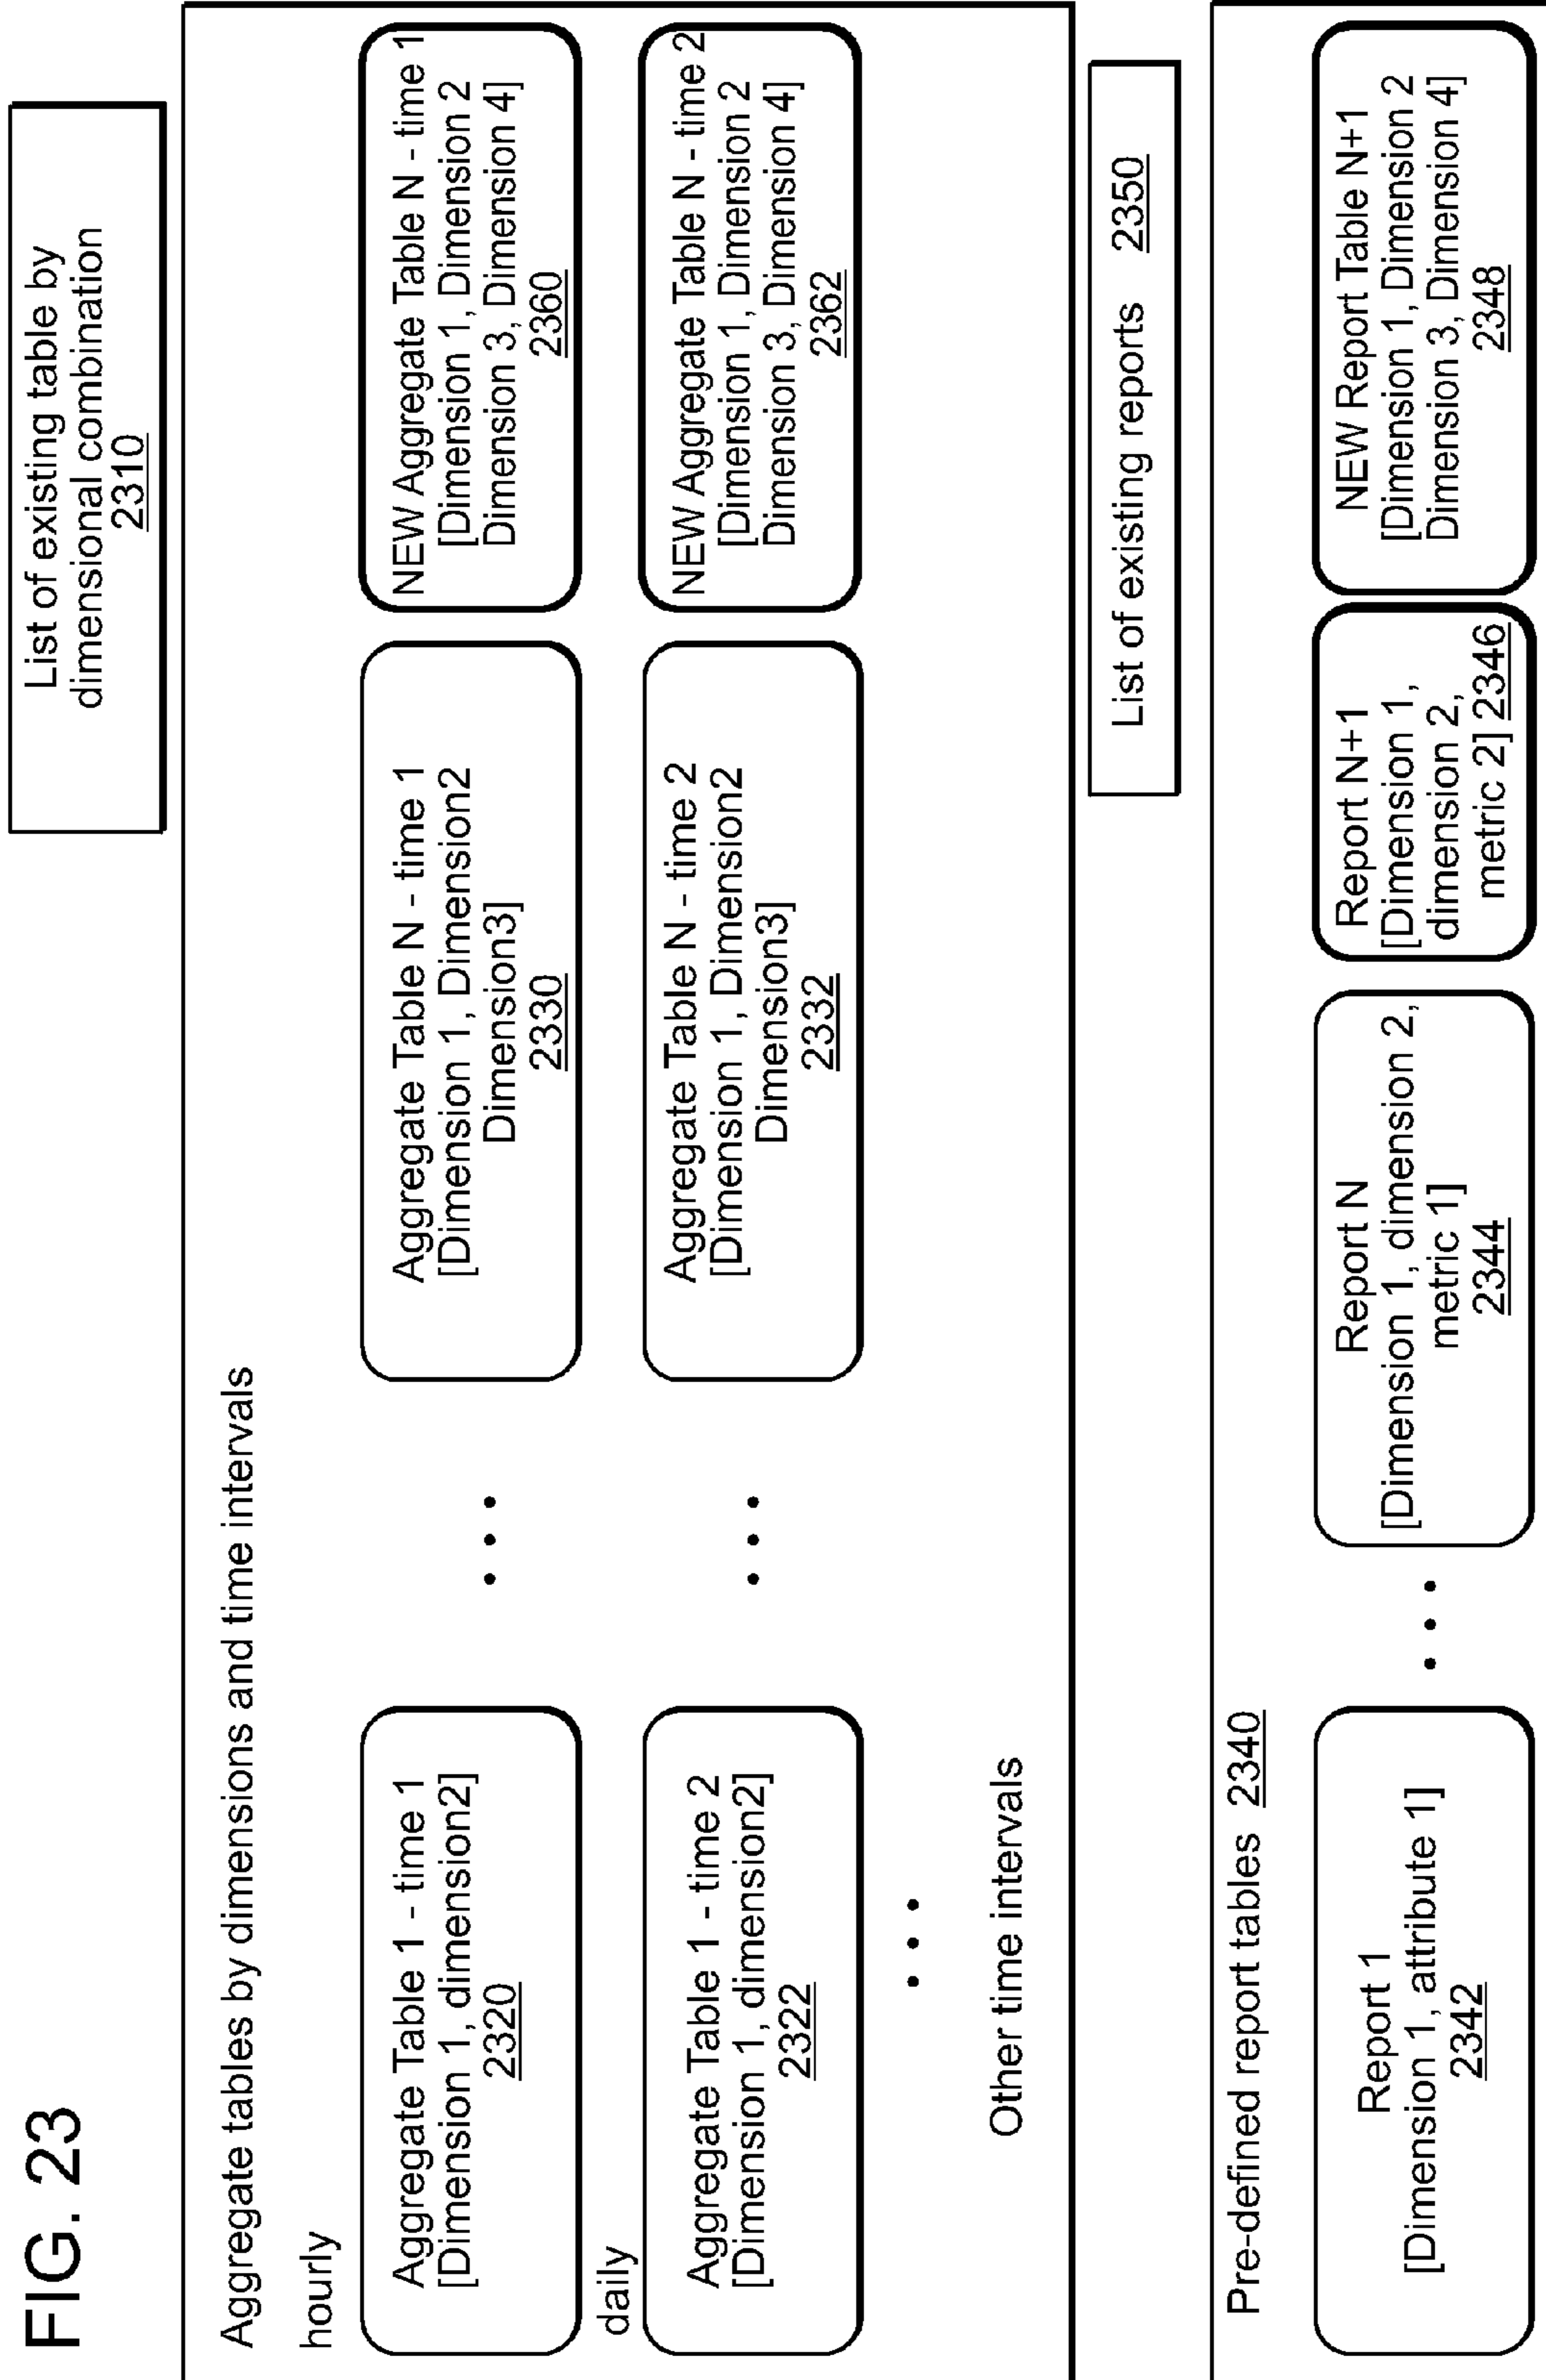 FIG. 23
List of existing table by
dimensional combination
2310
Aggregate tables by dimensions and time intervals
hourly
Aggregate Table 1 - time 1
[Dimension 1, dimension2]
2320
• • •
Aggregate Table N - time 1
[Dimension 1, Dimension2
Dimension3]
2330
NEW Aggregate Table N - time 1
[Dimension 1, Dimension 2
Dimension 3, Dimension 4]
2360
daily
Aggregate Table 1 - time 2
[Dimension 1, dimension2]
2322
• • •
Aggregate Table N - time 2
[Dimension 1, Dimension2
Dimension3]
2332
NEW Aggregate Table N - time 2
[Dimension 1, Dimension 2
Dimension 3, Dimension 4]
2362
• • •
Other time intervals
List of existing reports 2350
Pre-defined report tables 2340
Report 1
[Dimension 1, attribute 1]
2342
• • •
Report N
[Dimension 1, dimension 2,
metric 1]
2344
Report N+1
[Dimension 1,
dimension 2,
metric 2] 2346
NEW Report Table N+1
[Dimension 1, Dimension 2
Dimension 3, Dimension 4]
2348